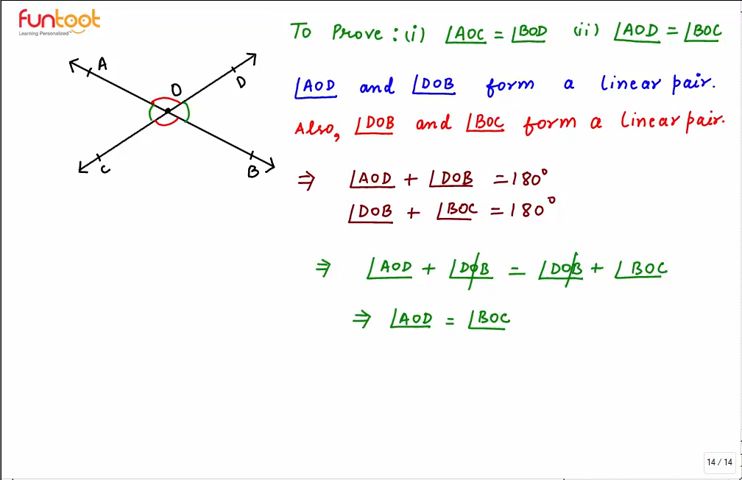 funtoot
Learning Personalized
To Prove : (i) ∠AOC = ∠BOD (ii) ∠AOD = ∠BOC
A
O
D
C
B
∠AOD and ∠DOB form a linear pair.
Also, ∠DOB and ∠BOC form a linear pair.
⇒ ∠AOD + ∠DOB = 180°
∠DOB + ∠BOC = 180°
⇒ ∠AOD + ∠DOB = ∠DOB + ∠BOC
⇒ ∠AOD = ∠BOC
14 / 14